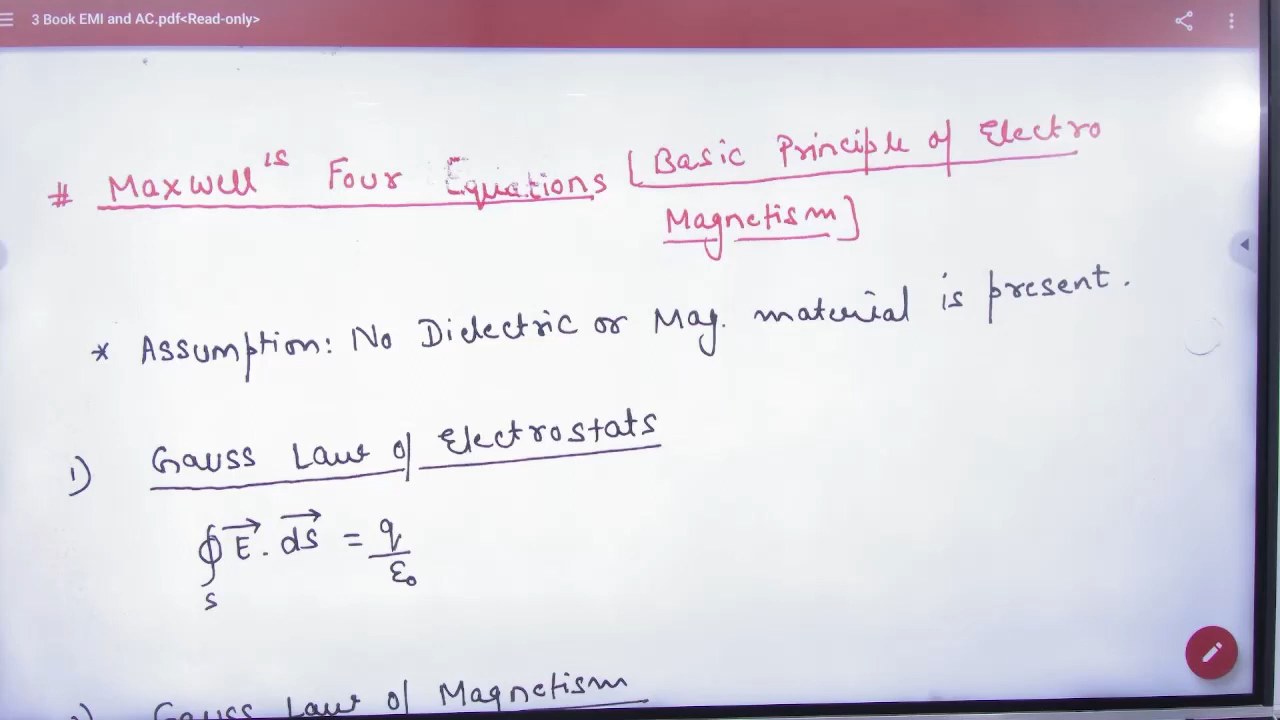 3 Book EMI and AC.pdf<Read-only>
# Maxwell's Four Equations [Basic Principle of Electro
Magnetism]
* Assumption: No Dielectric or Mag. material is present.
1) Gauss Law of Electrostats
∮ E⃗ . dS⃗ = q/ε₀
S
Gauss Law of Magnetism